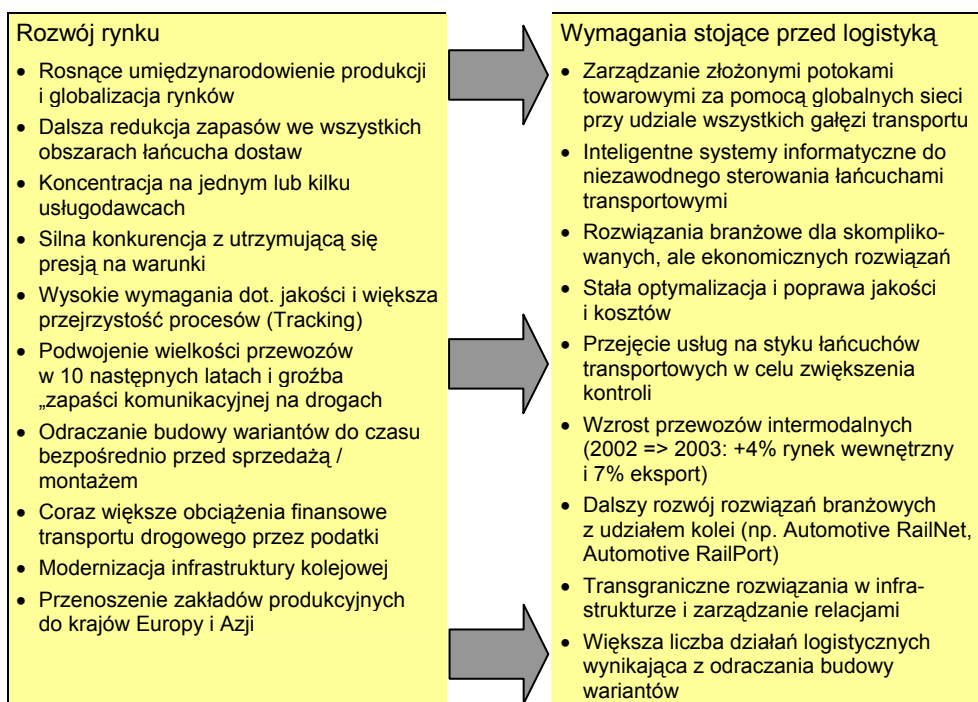 Rozwój rynku
• Rosnące umiędzynarodowienie produkcji
i globalizacja rynków
• Dalsza redukcja zapasów we wszystkich
obszarach łańcucha dostaw
• Koncentracja na jednym lub kilku
usługodawcach
• Silna konkurencja z utrzymującą się
presją na warunki
• Wysokie wymagania dot. jakości i większa
przejrzystość procesów (Tracking)
• Podwojenie wielkości przewozów
w 10 następnych latach i groźba
„zapaści komunikacyjnej na drogach
• Odraczanie budowy wariantów do czasu
bezpośrednio przed sprzedażą /
montażem
• Coraz większe obciążenia finansowe
transportu drogowego przez podatki
• Modernizacja infrastruktury kolejowej
• Przenoszenie zakładów produkcyjnych
do krajów Europy i Azji
Wymagania stojące przed logistyką
• Zarządzanie złożonymi potokami
towarowymi za pomocą globalnych sieci
przy udziale wszystkich gałęzi transportu
• Inteligentne systemy informatyczne do
niezawodnego sterowania łańcuchami
transportowymi
• Rozwiązania branżowe dla skompliko-
wanych, ale ekonomicznych rozwiązań
• Stała optymalizacja i poprawa jakości
i kosztów
• Przejęcie usług na styku łańcuchów
transportowych w celu zwiększenia
kontroli
• Wzrost przewozów intermodalnych
(2002 => 2003: +4% rynek wewnętrzny
i 7% eksport)
• Dalszy rozwój rozwiązań branżowych
z udziałem kolei (np. Automotive RailNet,
Automotive RailPort)
• Transgraniczne rozwiązania w infra-
strukturze i zarządzanie relacjami
• Większa liczba działań logistycznych
wynikająca z odraczania budowy
wariantów